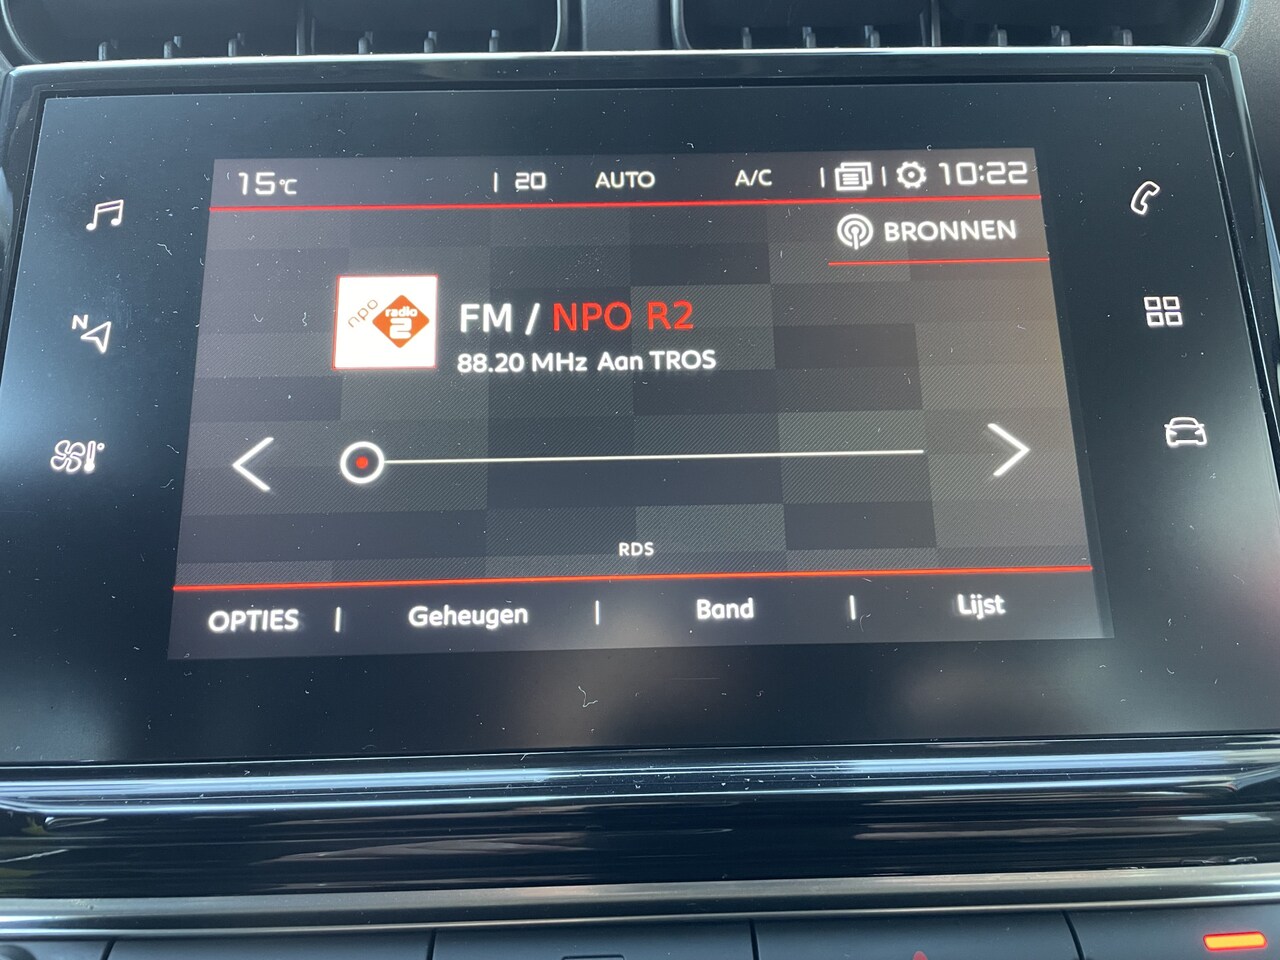 15°C | 20 AUTO A/C | | 10:22
BRONNEN
npo radio 2
FM / NPO R2
88.20 MHz Aan TROS
N
RDS
OPTIES | Geheugen | Band | Lijst